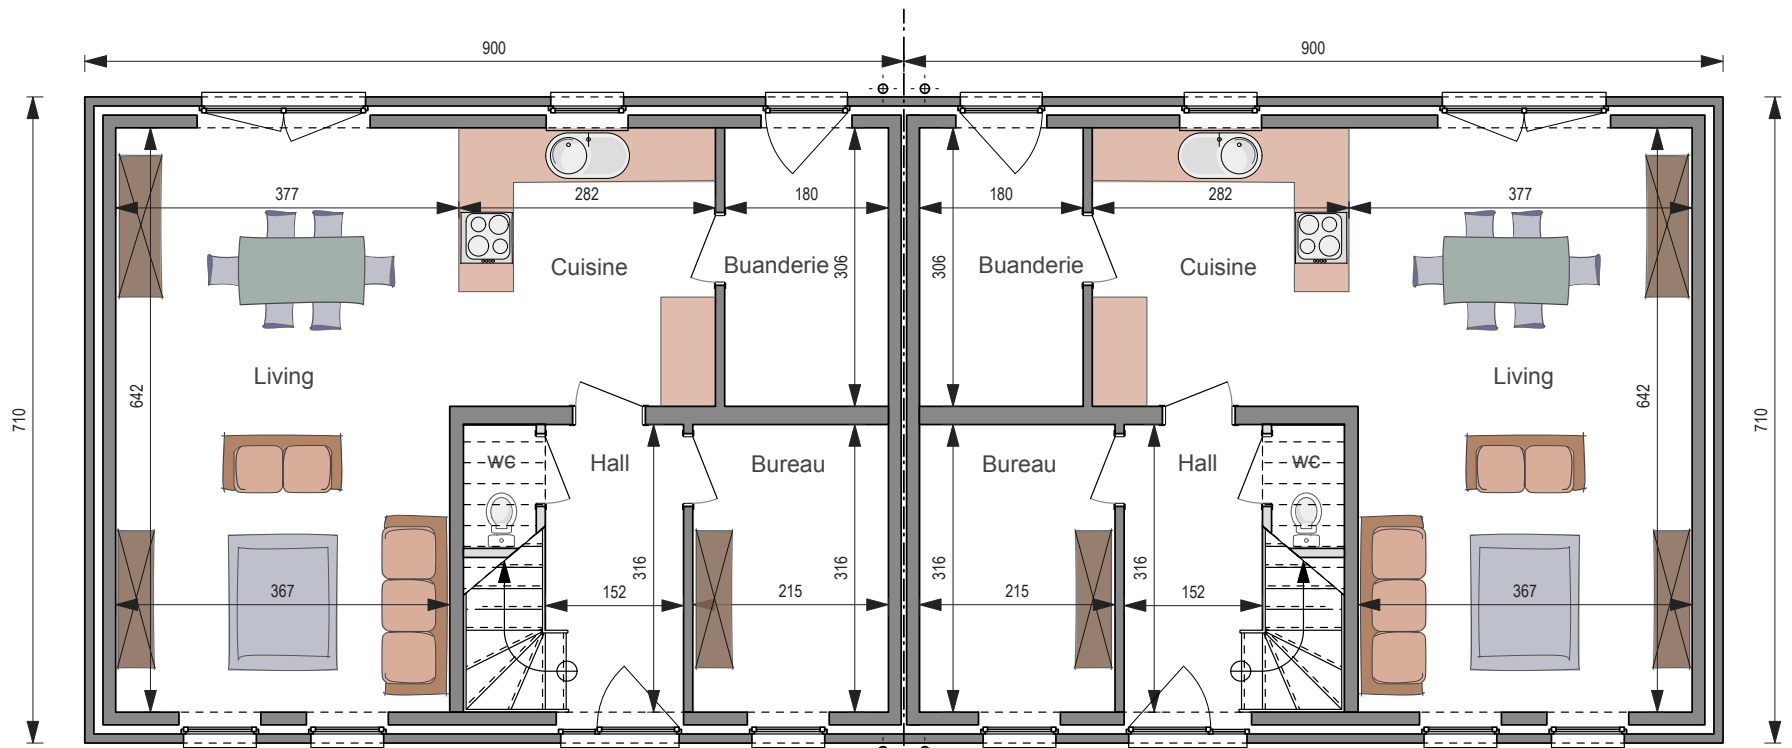 900 900
377 282 180 180 282 377
Cuisine Buanderie 306 306 Buanderie Cuisine
Living Living
710 642 642 710
WC Hall Bureau Bureau Hall WC
316 316 316 316
367 152 215 215 152 367